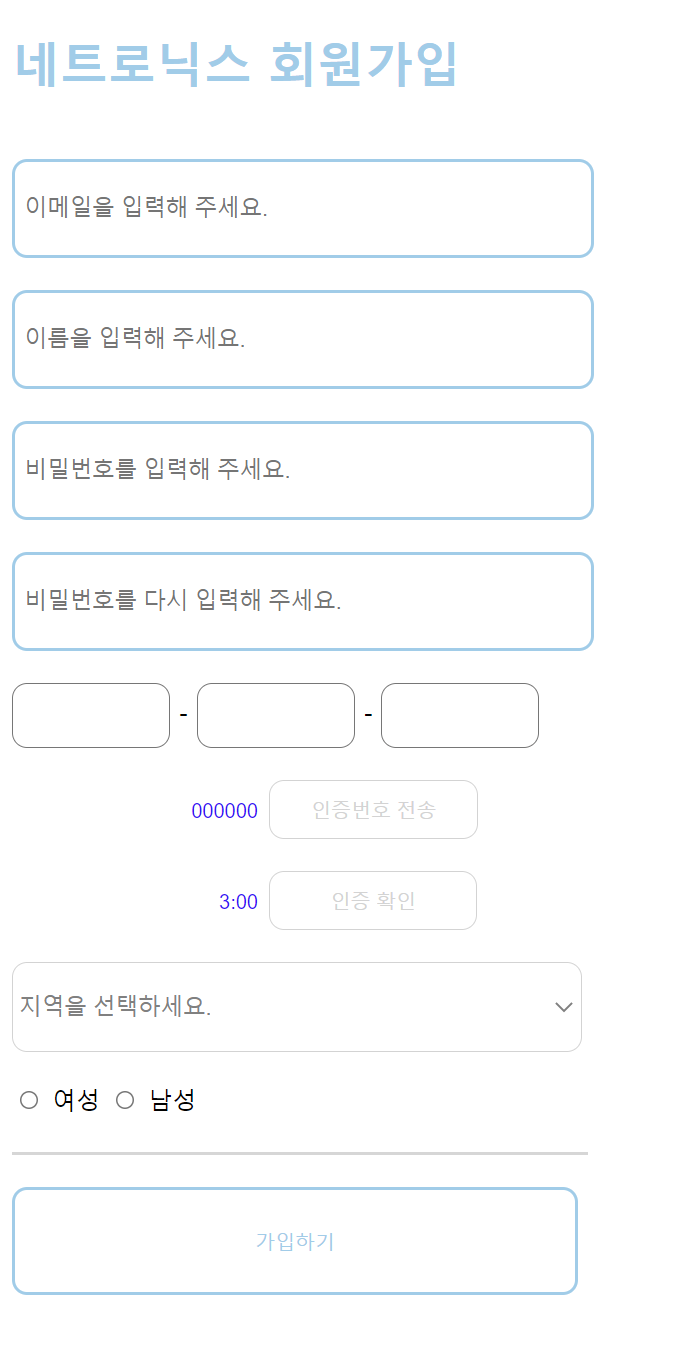 네트로닉스 회원가입
이메일을 입력해 주세요.
이름을 입력해 주세요.
비밀번호를 입력해 주세요.
비밀번호를 다시 입력해 주세요.
- -
000000 인증번호 전송
3:00 인증 확인
지역을 선택하세요.
여성 남성
가입하기